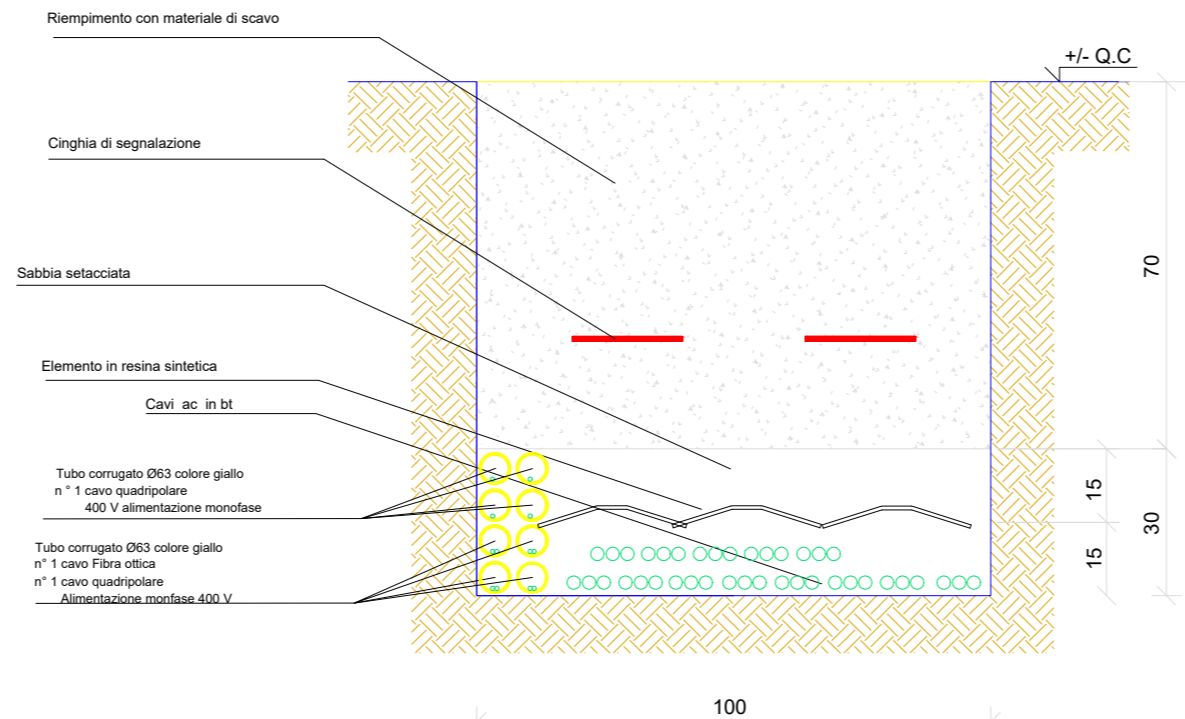 Riempimento con materiale di scavo
+/- Q.C
Cinghia di segnalazione
70
Sabbia setacciata
Elemento in resina sintetica
Cavi ac in bt
Tubo corrugato Ø63 colore giallo
n ° 1 cavo quadripolare
400 V alimentazione monofase
15
30
15
Tubo corrugato Ø63 colore giallo
n° 1 cavo Fibra ottica
n° 1 cavo quadripolare
Alimentazione monfase 400 V
100